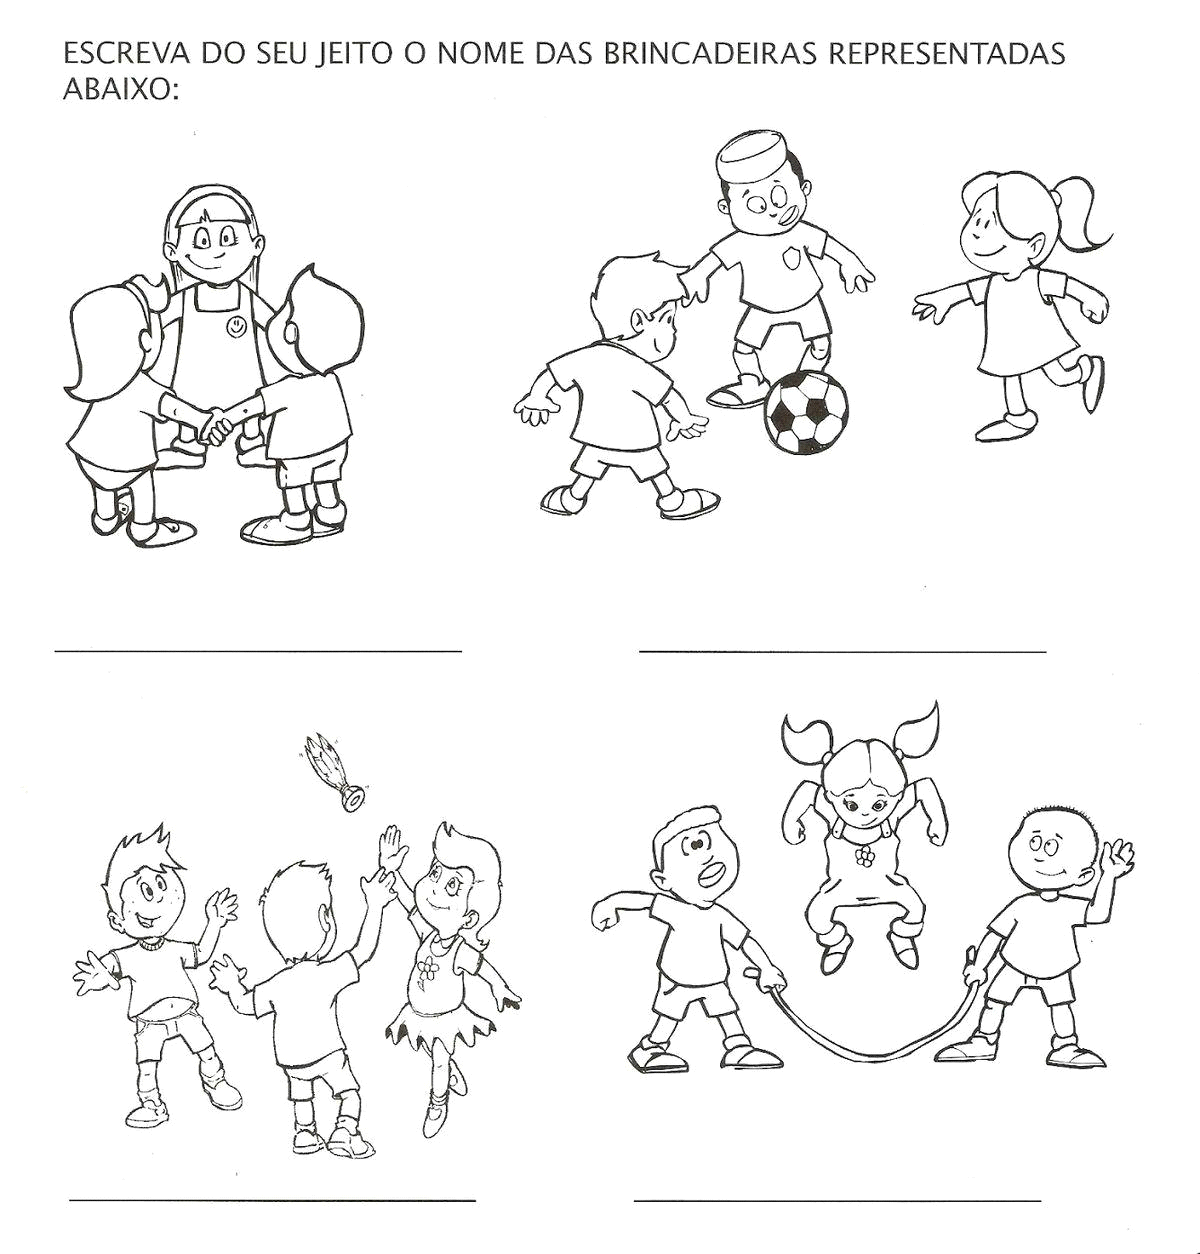 ESCREVA DO SEU JEITO O NOME DAS BRINCADEIRAS REPRESENTADAS
ABAIXO: